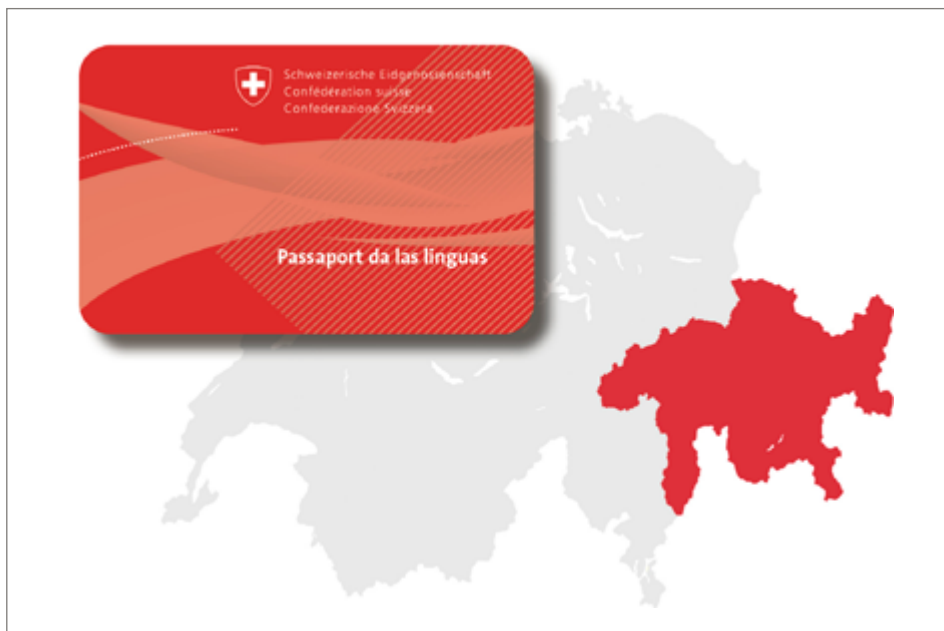 Schweizerische Eidgenossenschaft
Confédération suisse
Confederazione Svizzera
Passaport da las linguas